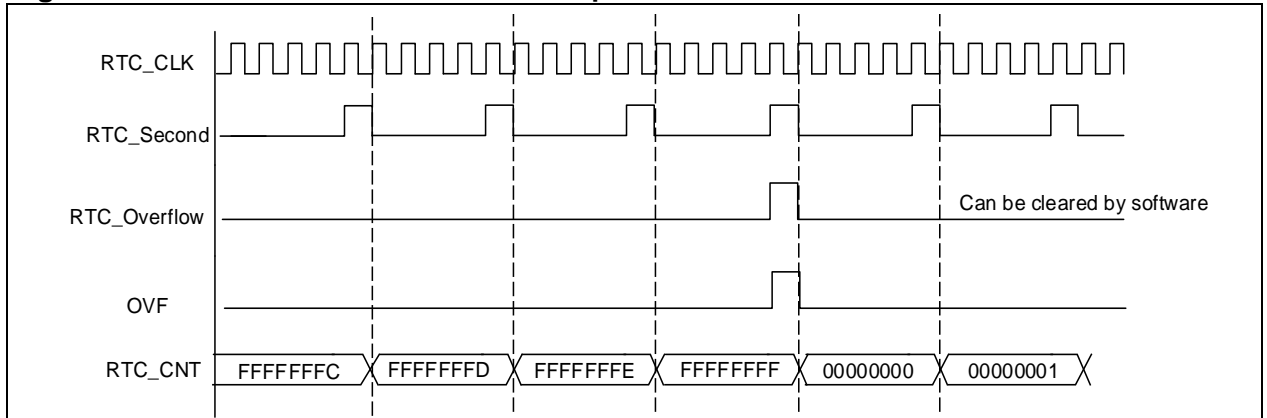 RTC_CLK
RTC_Second
RTC_Overflow
Can be cleared by software
OVF
RTC_CNT FFFFFFFC FFFFFFFD FFFFFFFE FFFFFFFF 00000000 00000001